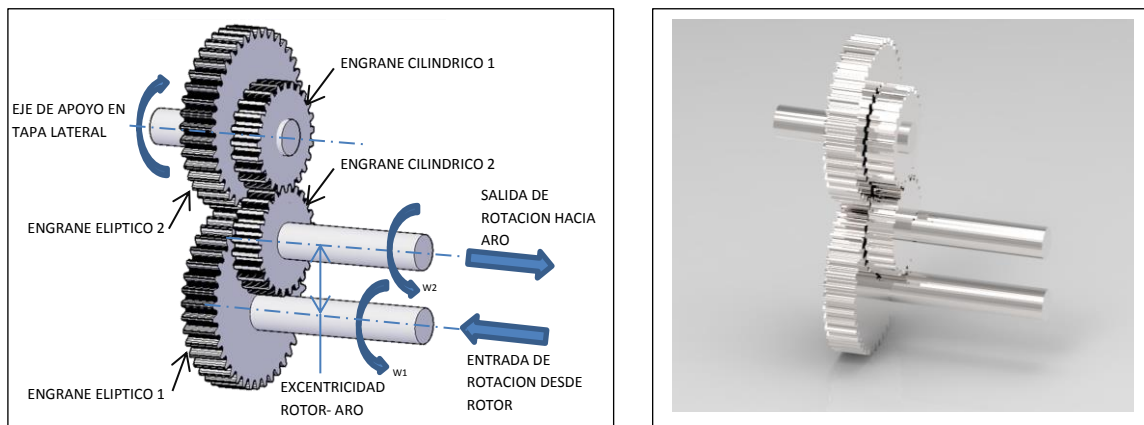 ENGRANE CILINDRICO 1
EJE DE APOYO EN
TAPA LATERAL
ENGRANE CILINDRICO 2
SALIDA DE
ROTACION HACIA
ARO
ENGRANE ELIPTICO 2
W2
W1
ENTRADA DE
ROTACION DESDE
ROTOR
ENGRANE ELIPTICO 1
EXCENTRICIDAD
ROTOR- ARO